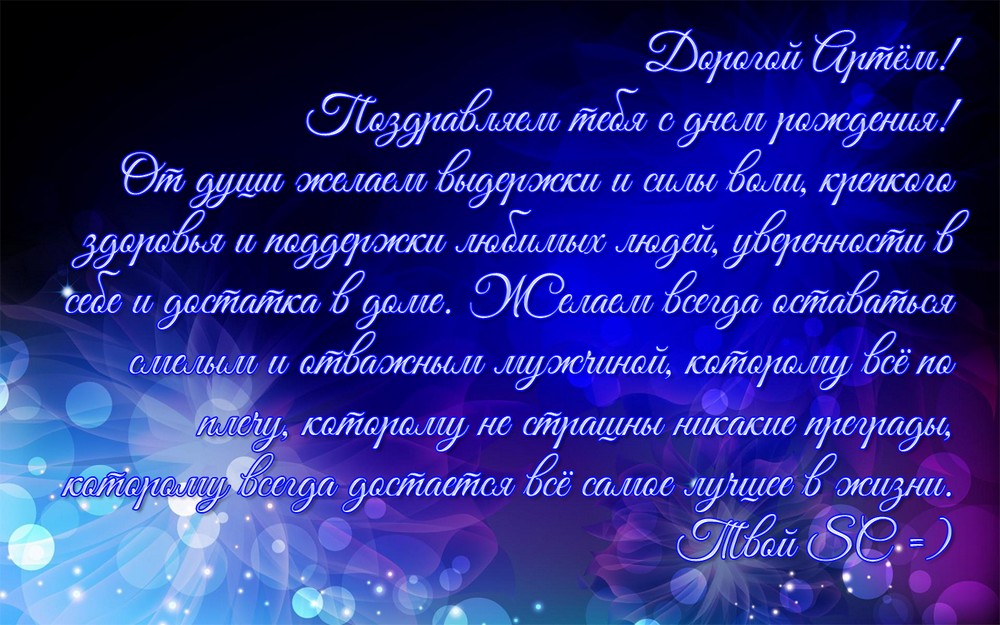 Дорогой Артём!
Поздравляем тебя с днем рождения!
От души желаем выдержки и силы воли, крепкого
здоровья и поддержки любимых людей, уверенности в
себе и достатка в доме. Желаем всегда оставаться
смелым и отважным мужчиной, которому всё по
плечу, которому не страшны никакие преграды,
которому всегда достается всё самое лучшее в жизни.
Твой SC =)